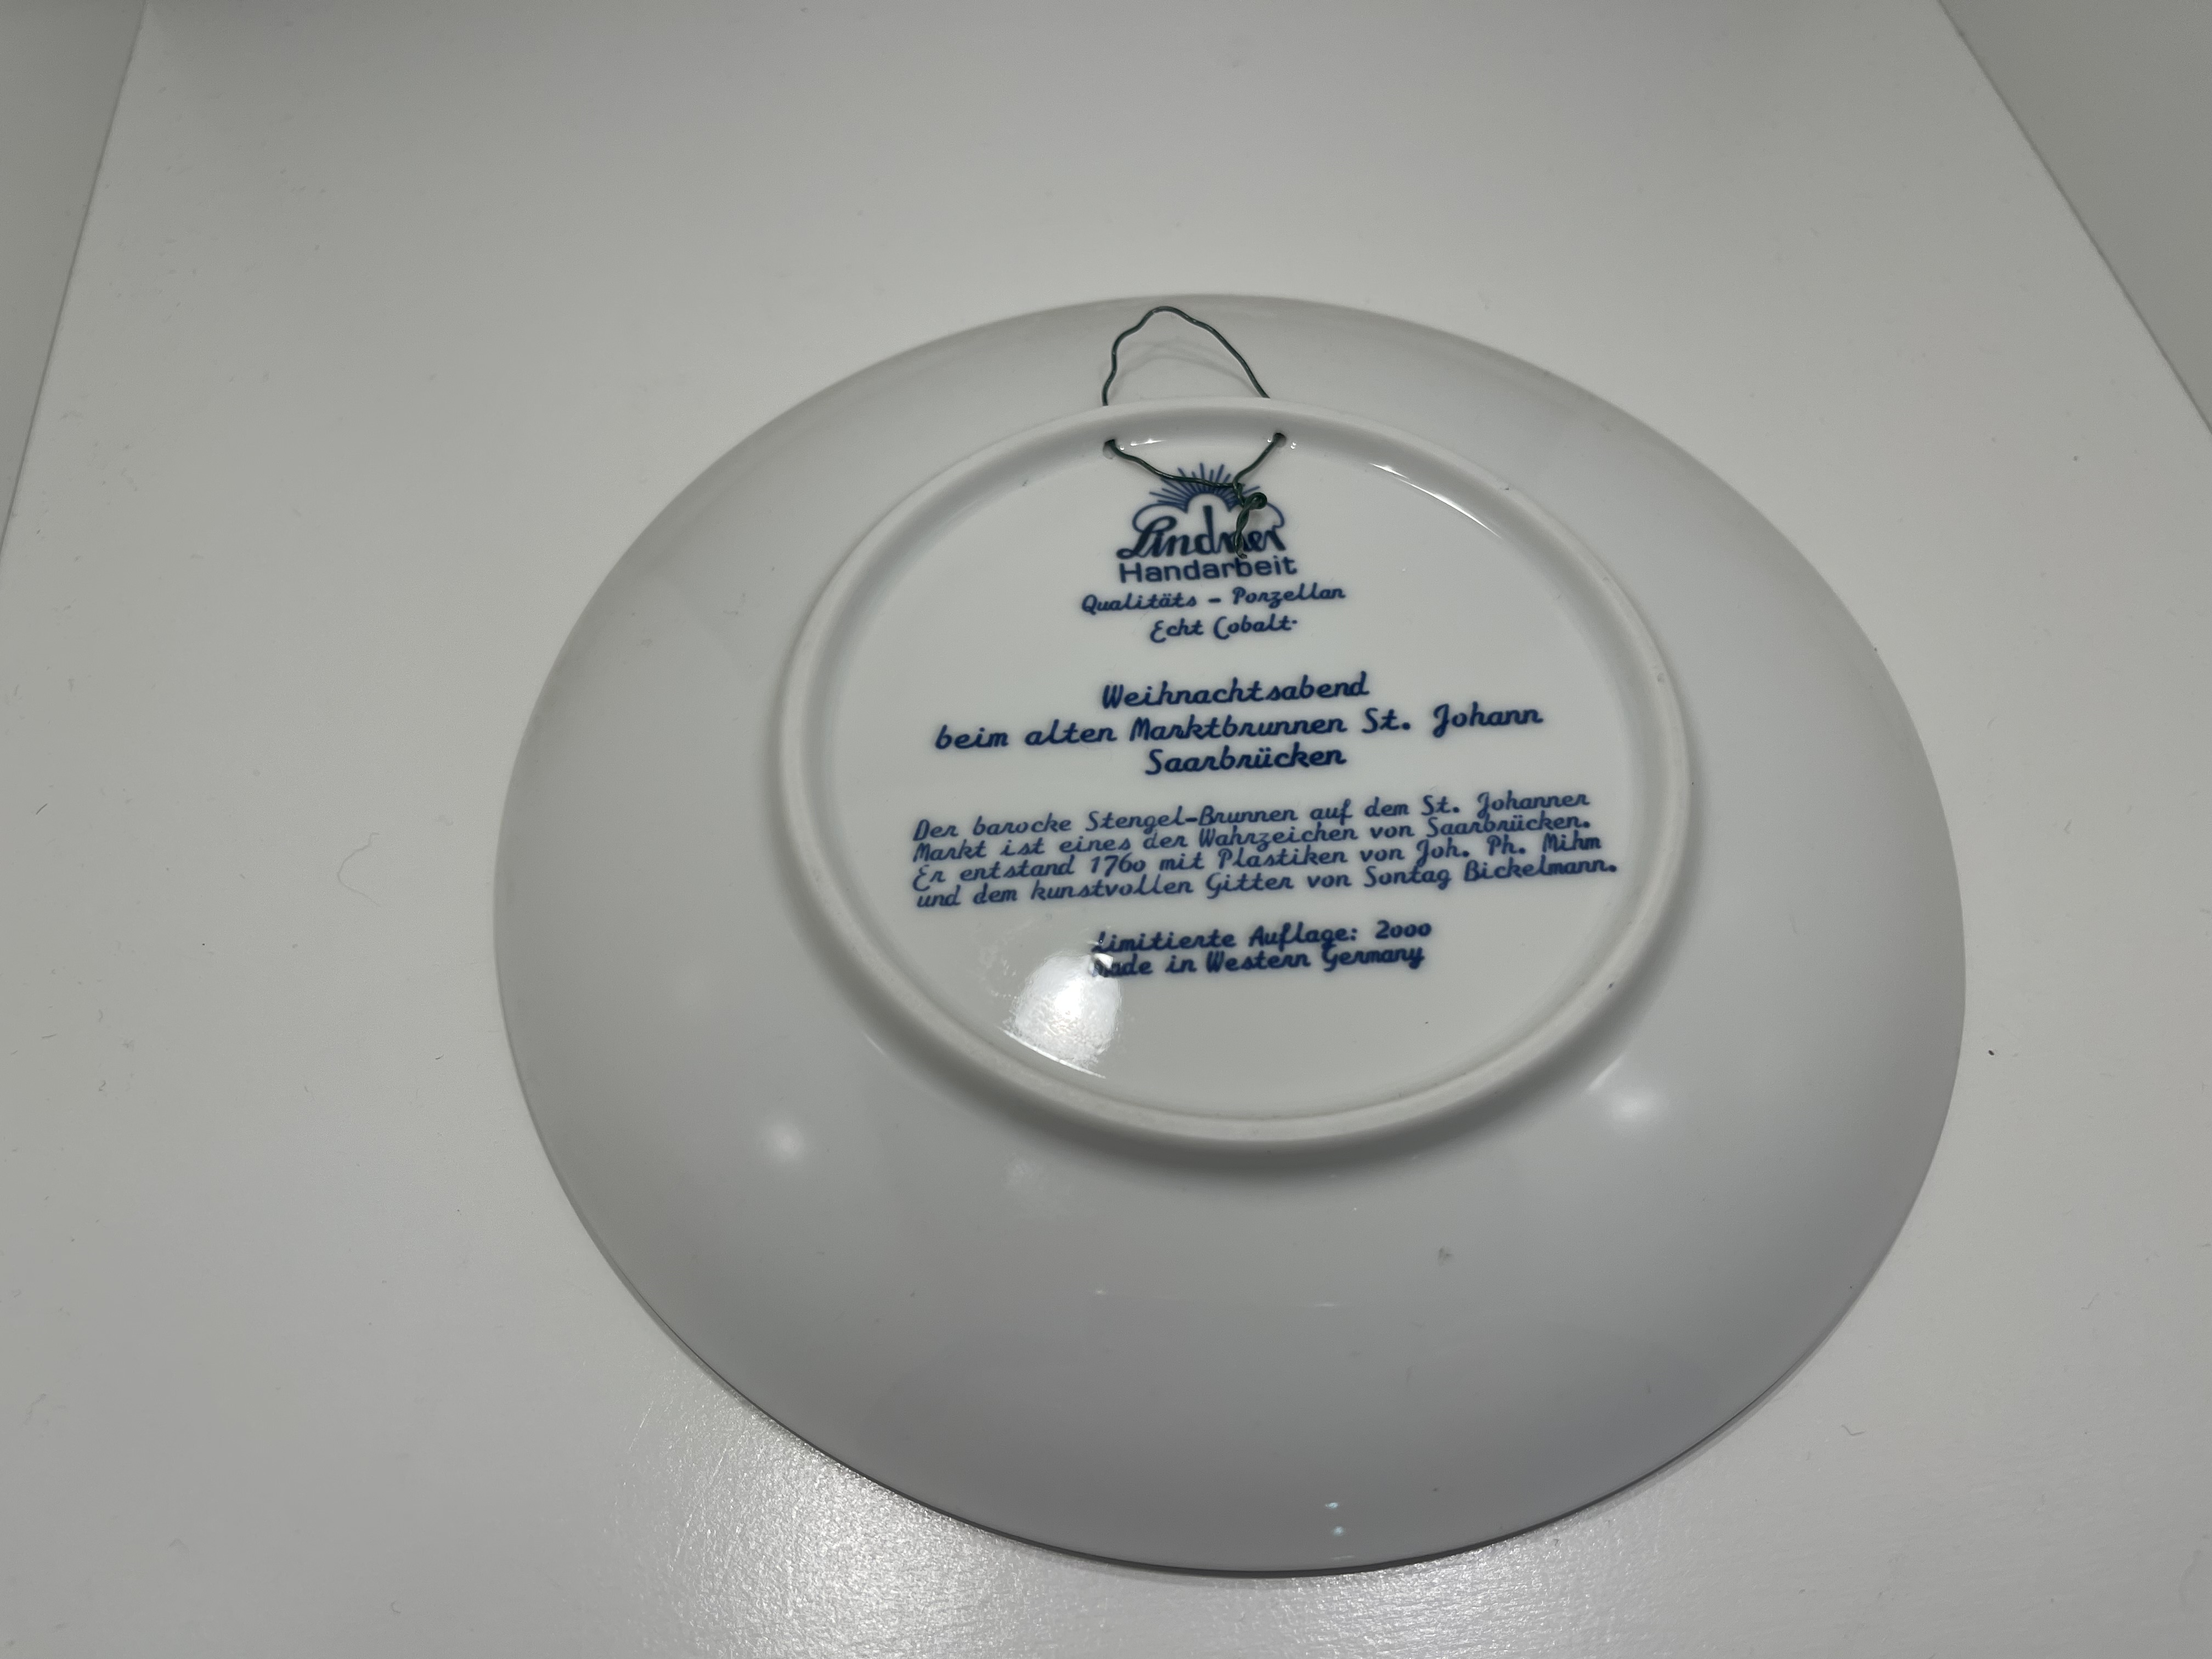 Lindner
Handarbeit
Qualitäts - Porzellan
Echt Cobalt
Weihnachtsabend
beim alten Marktbrunnen St. Johann
Saarbrücken
Der barocke Stengel-Brunnen auf dem St. Johanner
Markt ist eines der Wahrzeichen von Saarbrücken.
Er entstand 1760 mit Plastiken von Joh. Ph. Mihm
und dem kunstvollen Gitter von Sontag Bickelmann.
Limitierte Auflage: 2000
Made in Western Germany